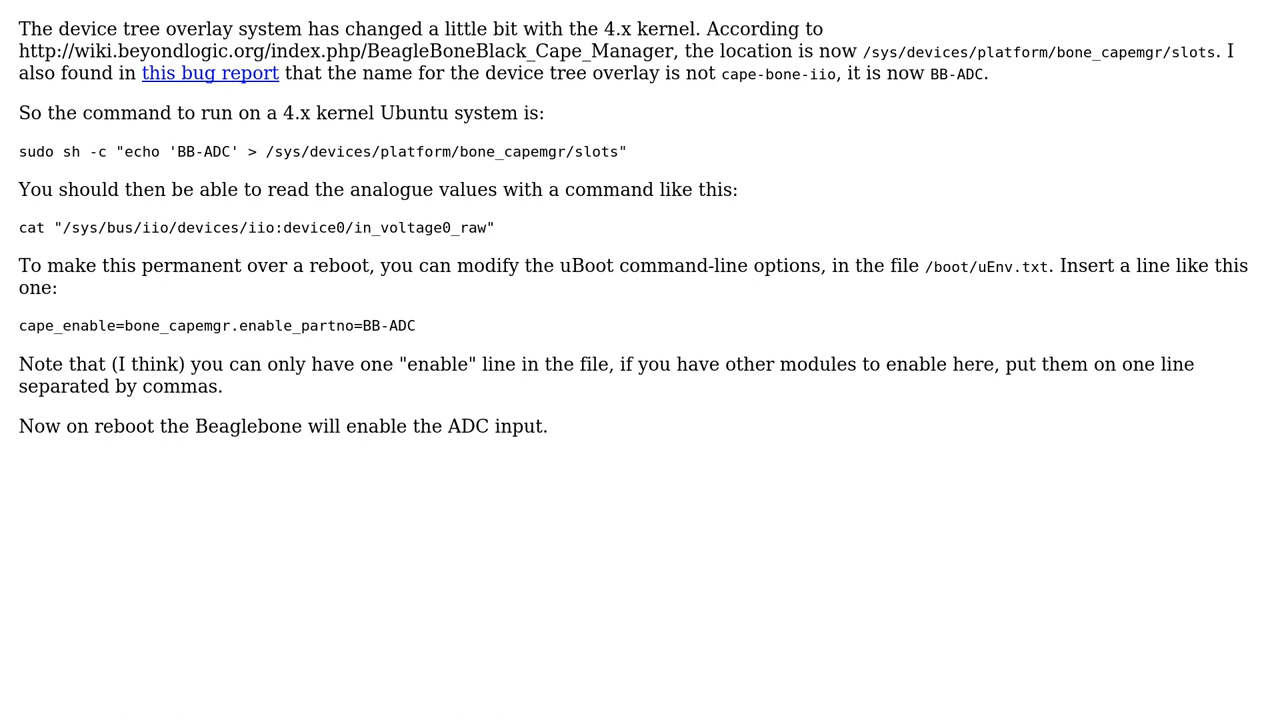 The device tree overlay system has changed a little bit with the 4.x kernel. According to
http://wiki.beyondlogic.org/index.php/BeagleBoneBlack_Cape_Manager, the location is now /sys/devices/platform/bone_capemgr/slots. I
also found in this bug report that the name for the device tree overlay is not cape-bone-iio, it is now BB-ADC.
So the command to run on a 4.x kernel Ubuntu system is:
sudo sh -c "echo 'BB-ADC' > /sys/devices/platform/bone_capemgr/slots"
You should then be able to read the analogue values with a command like this:
cat "/sys/bus/iio/devices/iio:device0/in_voltage0_raw"
To make this permanent over a reboot, you can modify the uBoot command-line options, in the file /boot/uEnv.txt. Insert a line like this
one:
cape_enable=bone_capemgr.enable_partno=BB-ADC
Note that (I think) you can only have one "enable" line in the file, if you have other modules to enable here, put them on one line
separated by commas.
Now on reboot the Beaglebone will enable the ADC input.